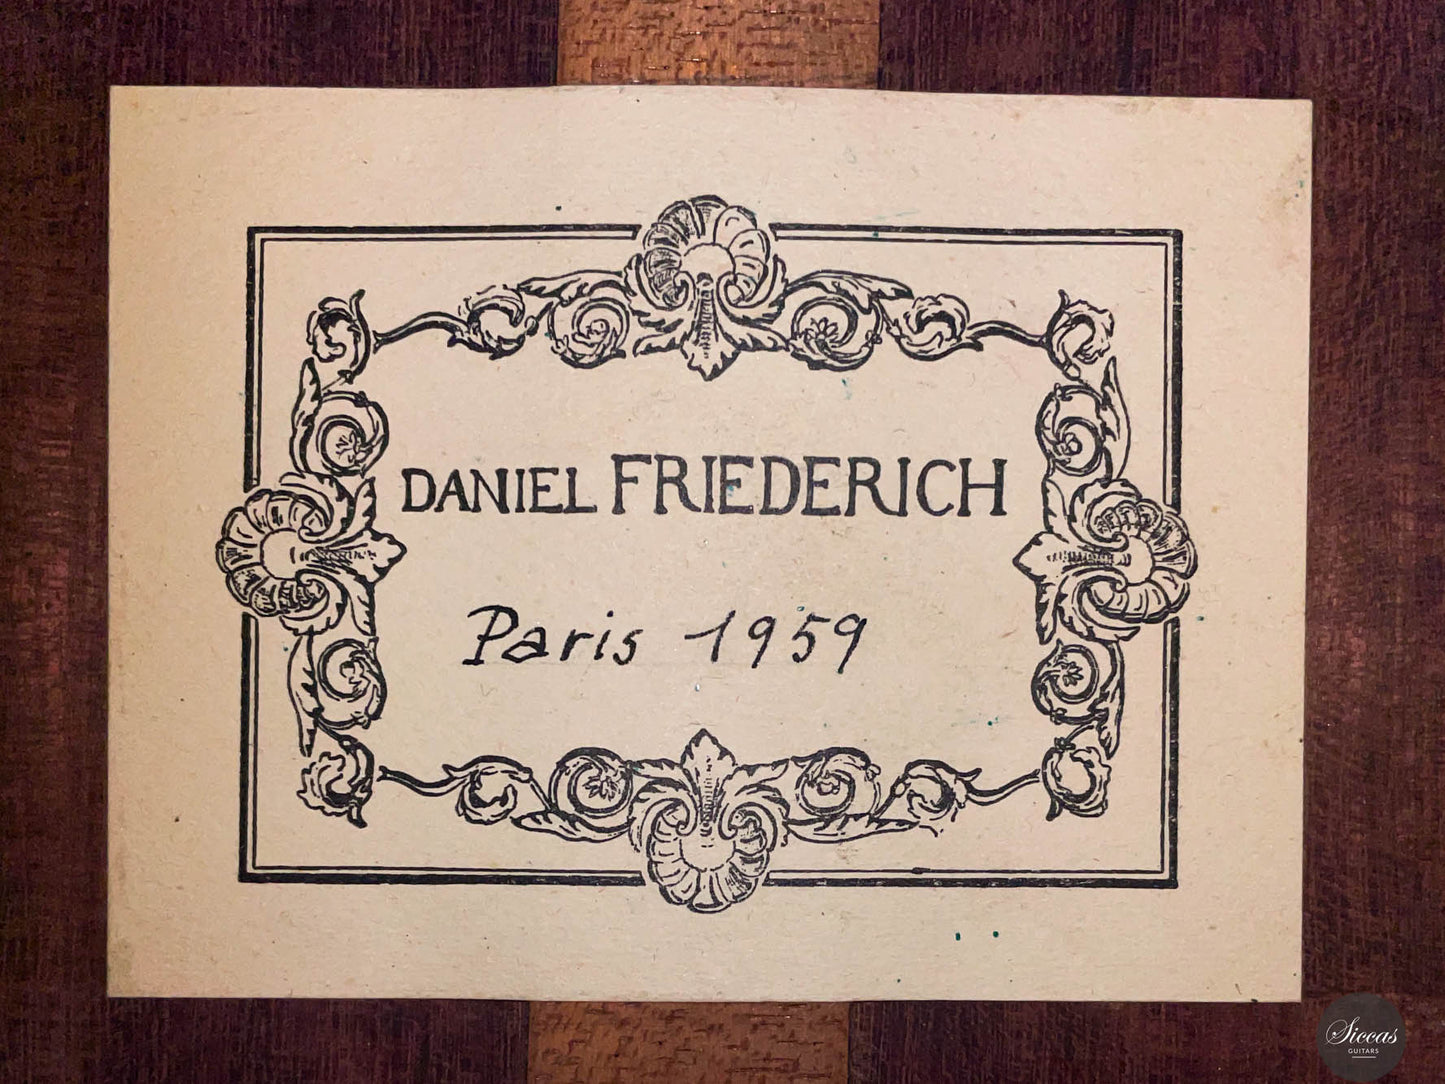 DANIEL FRIEDERICH
Paris 1959
Siccas
GUITARS